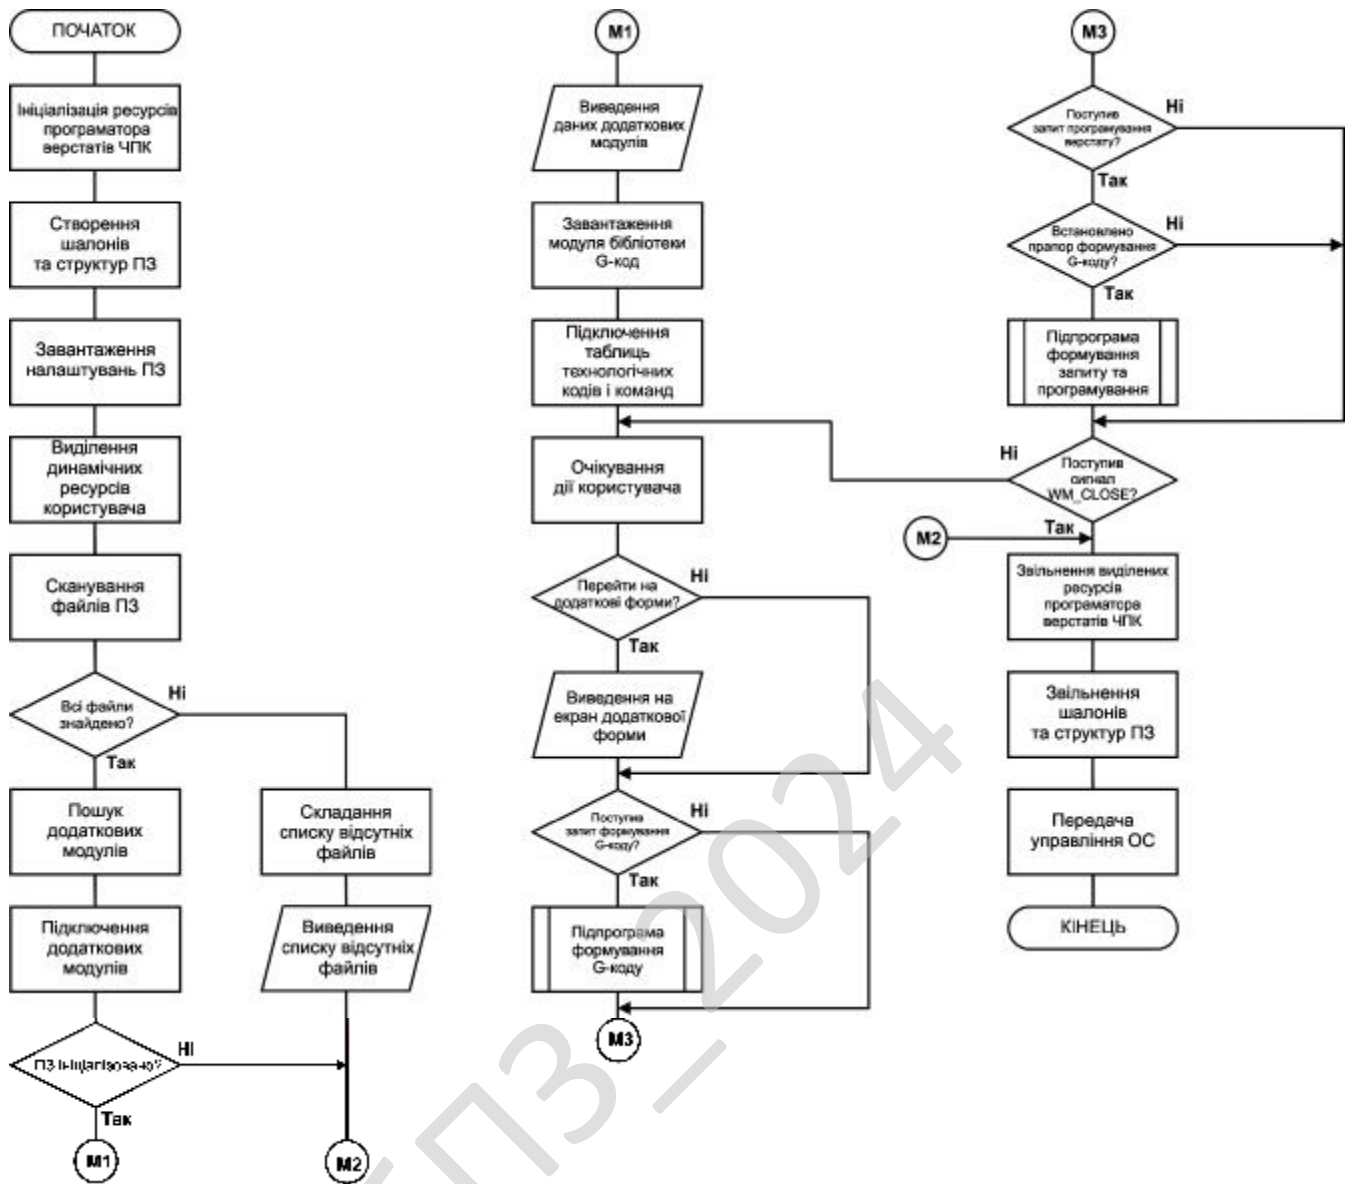 ПОЧАТОК
Ініціалізація ресурсів
програматора
верстатів ЧПК
Створення
шалонів
та структур ПЗ
Завантаження
налаштувань ПЗ
Виділення
динамічних
ресурсів
користувача
Сканування
файлів ПЗ
Всі файли
знайдено?
Ні
Так
Пошук
додаткових
модулів
Підключення
додаткових
модулів
ПЗ ініціалізовано?
Ні
Так
М1
Складання
списку відсутніх
файлів
Виведення
списку відсутніх
файлів
М2
М1
Виведення
даних додаткових
модулів
Завантаження
модуля бібліотеки
G-код
Підключення
таблиць
технологічних
кодів і команд
Очікування
дії користувача
Перейти на
додаткові форми?
Ні
Так
Виведення на
екран додаткової
форми
Поступив
запит формування
G-коду?
Ні
Так
Підпрограма
формування
G-коду
М3
М3
Поступив
запит програмування
верстату?
Ні
Так
Встановлено
прапор формування
G-коду?
Ні
Так
Підпрограма
формування
запиту та
програмування
Поступив
сигнал
WM_CLOSE?
Ні
Так
М2
Звільнення виділених
ресурсів
програматора
верстатів ЧПК
Звільнення
шалонів
та структур ПЗ
Передача
управління ОС
КІНЕЦЬ
ПЗ_2024